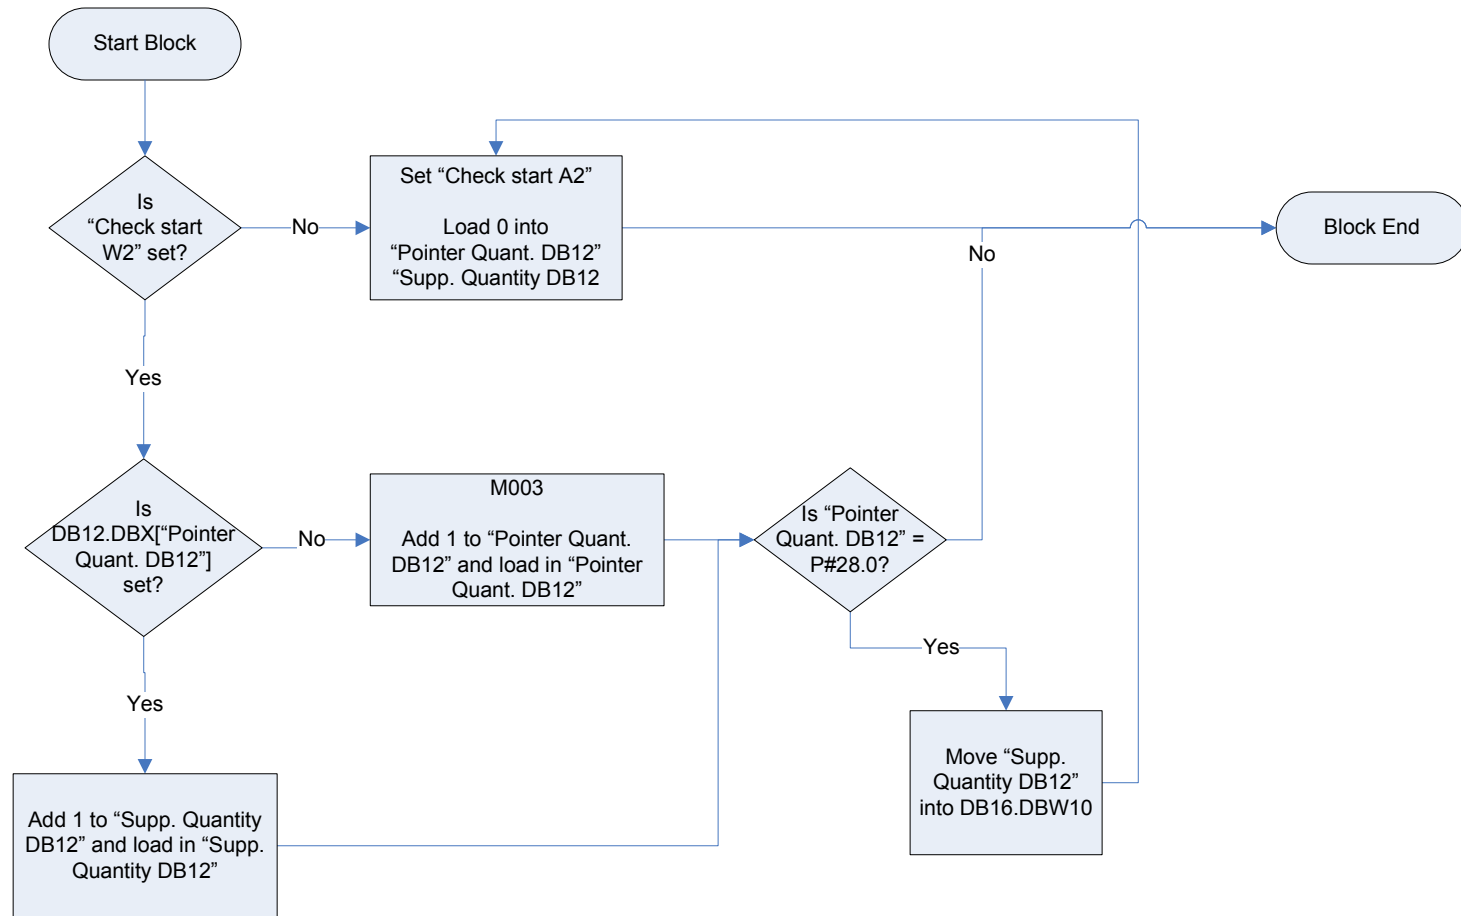 Start Block
Is
“Check start
W2” set?
No
Set “Check start A2”
Load 0 into
“Pointer Quant. DB12”
“Supp. Quantity DB12
Block End
No
Yes
Is
DB12.DBX[“Pointer
Quant. DB12”]
set?
No
M003
Add 1 to “Pointer Quant.
DB12” and load in “Pointer
Quant. DB12”
Is “Pointer
Quant. DB12” =
P#28.0?
Yes
Yes
Move “Supp.
Quantity DB12”
into DB16.DBW10
Add 1 to “Supp. Quantity
DB12” and load in “Supp.
Quantity DB12”